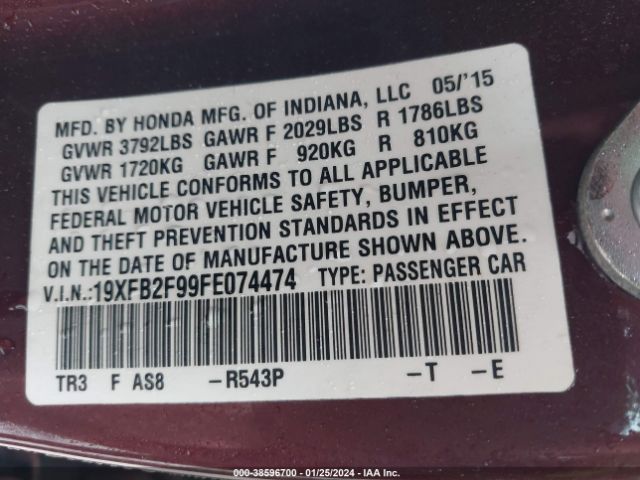 MFD. BY HONDA MFG. OF INDIANA, LLC 05/'15
GVWR 3792LBS GAWR F 2029LBS R 1786LBS
GVWR 1720KG GAWR F 920KG R 810KG
THIS VEHICLE CONFORMS TO ALL APPLICABLE
FEDERAL MOTOR VEHICLE SAFETY, BUMPER,
AND THEFT PREVENTION STANDARDS IN EFFECT
ON THE DATE OF MANUFACTURE SHOWN ABOVE.
V.I.N.:19XFB2F99FE074474 TYPE: PASSENGER CAR
TR3 F AS8 -R543P -T -E
000-38596700 - 01/25/2024 - IAA Inc.